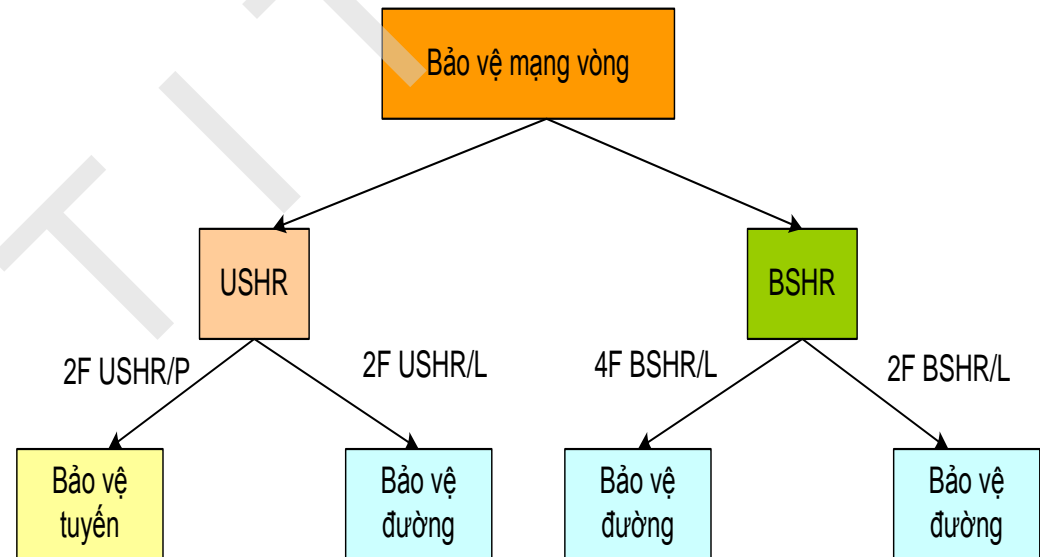 Bảo vệ mạng vòng
USHR
BSHR
2F USHR/P
2F USHR/L
4F BSHR/L
2F BSHR/L
Bảo vệ
tuyến
Bảo vệ
đường
Bảo vệ
đường
Bảo vệ
đường
T I T